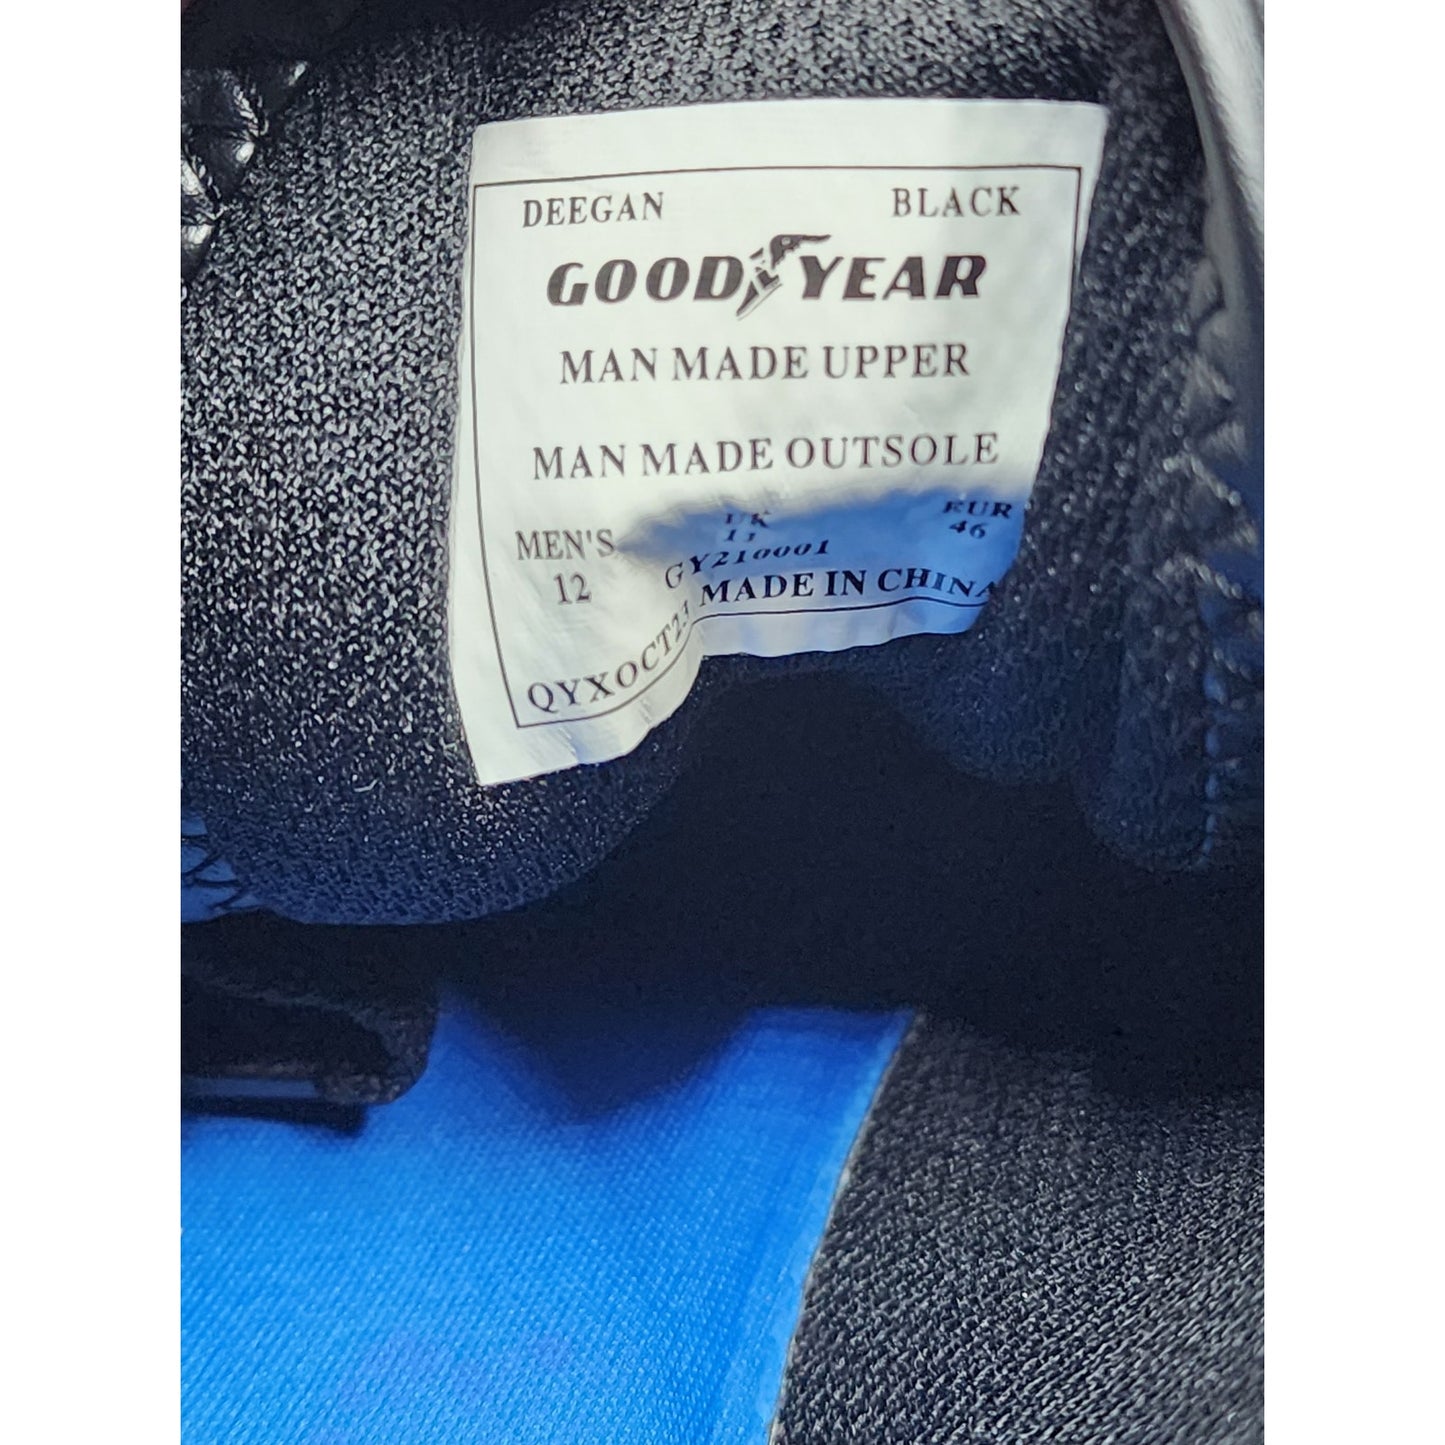 DEEGAN BLACK
GOODYEAR
MAN MADE UPPER
MAN MADE OUTSOLE
MEN'S UK EUR
12 11 46
GY210001
MADE IN CHINA
QYXOCT23